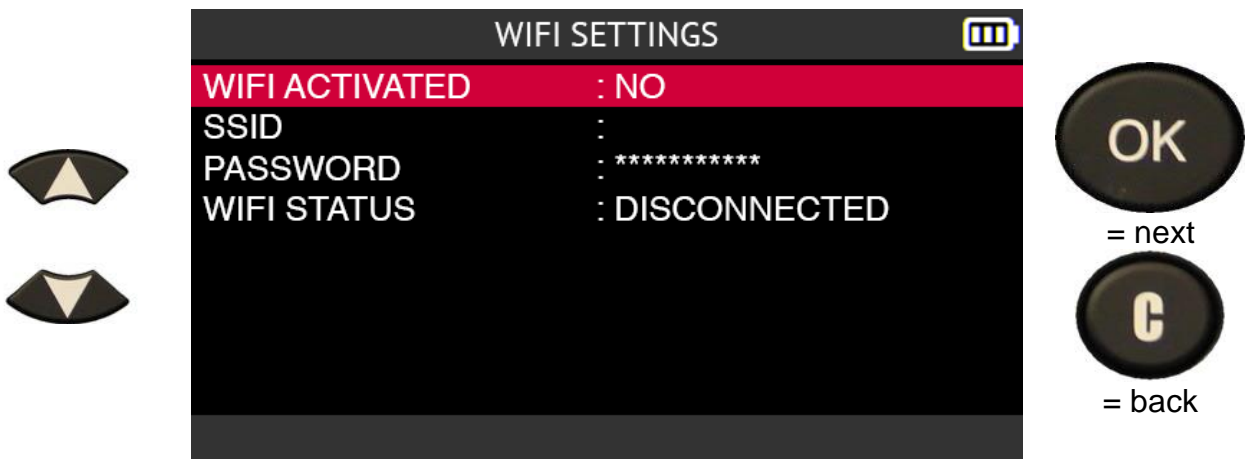 WIFI SETTINGS
WIFI ACTIVATED : NO
SSID :
PASSWORD : ***********
WIFI STATUS : DISCONNECTED
OK
= next
C
= back